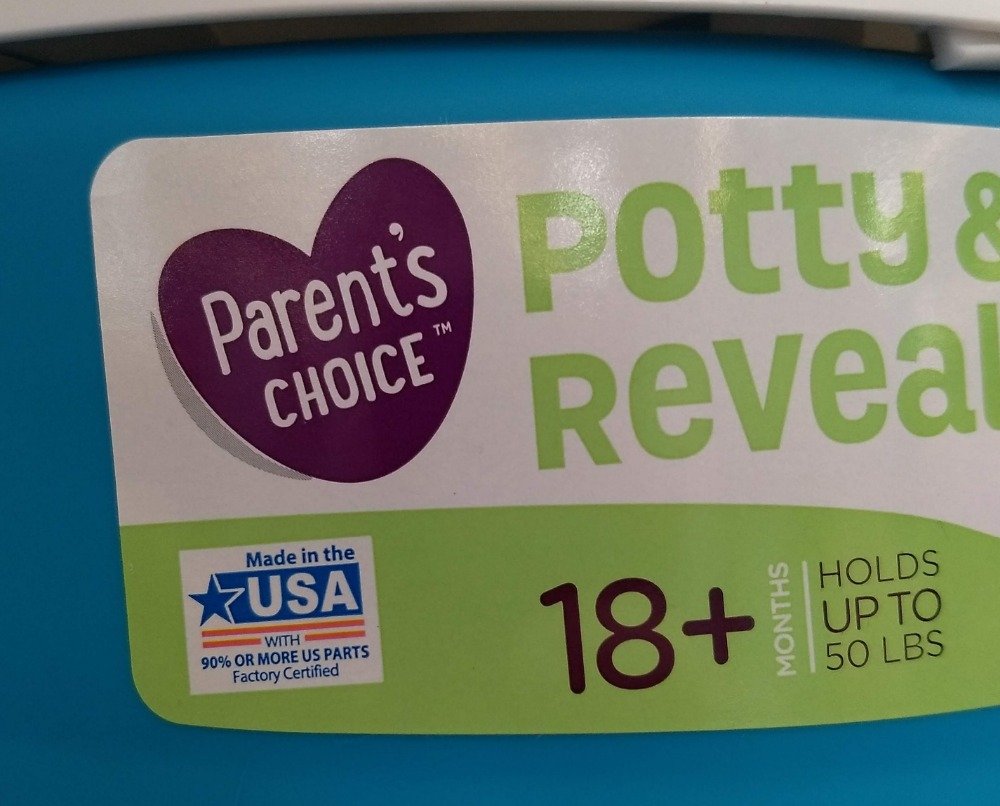 Parent's
CHOICE™
Potty &
Reveal
Made in the
USA
WITH
90% OR MORE US PARTS
Factory Certified
18+
MONTHS
HOLDS
UP TO
50 LBS